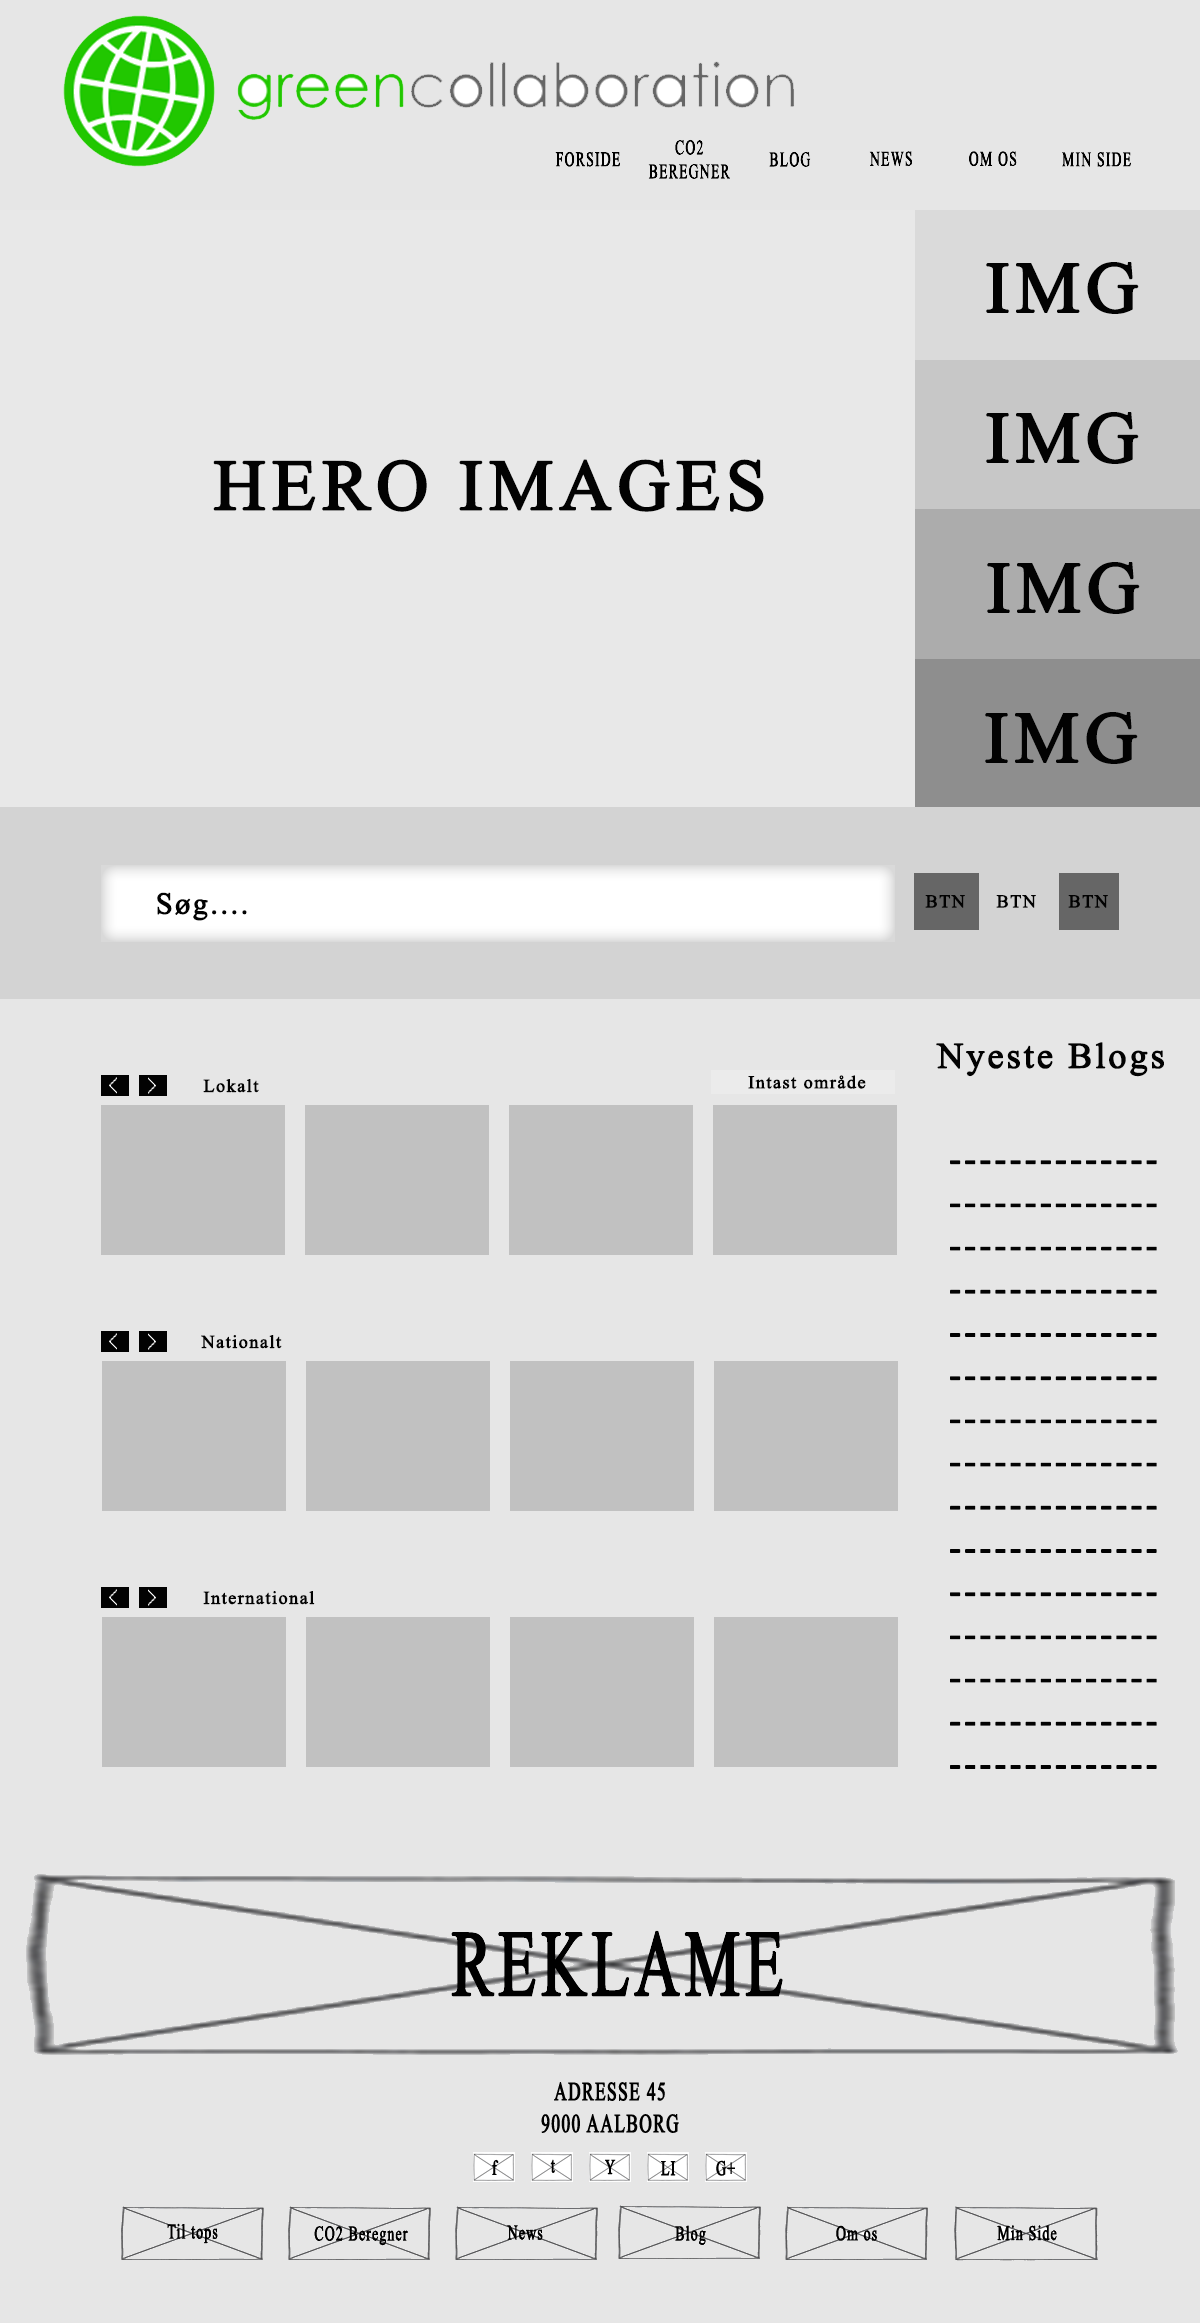 greencollaboration
FORSIDE
CO2
BEREGNER
BLOG
NEWS
OM OS
MIN SIDE
HERO IMAGES
IMG
IMG
IMG
IMG
Søg....
BTN
BTN
BTN
Nyeste Blogs
< > Lokalt
Intast område
< > Nationalt
< > International
REKLAME
ADRESSE 45
9000 AALBORG
f t Y LI G+
Til tops
CO2 Beregner
News
Blog
Om os
Min Side